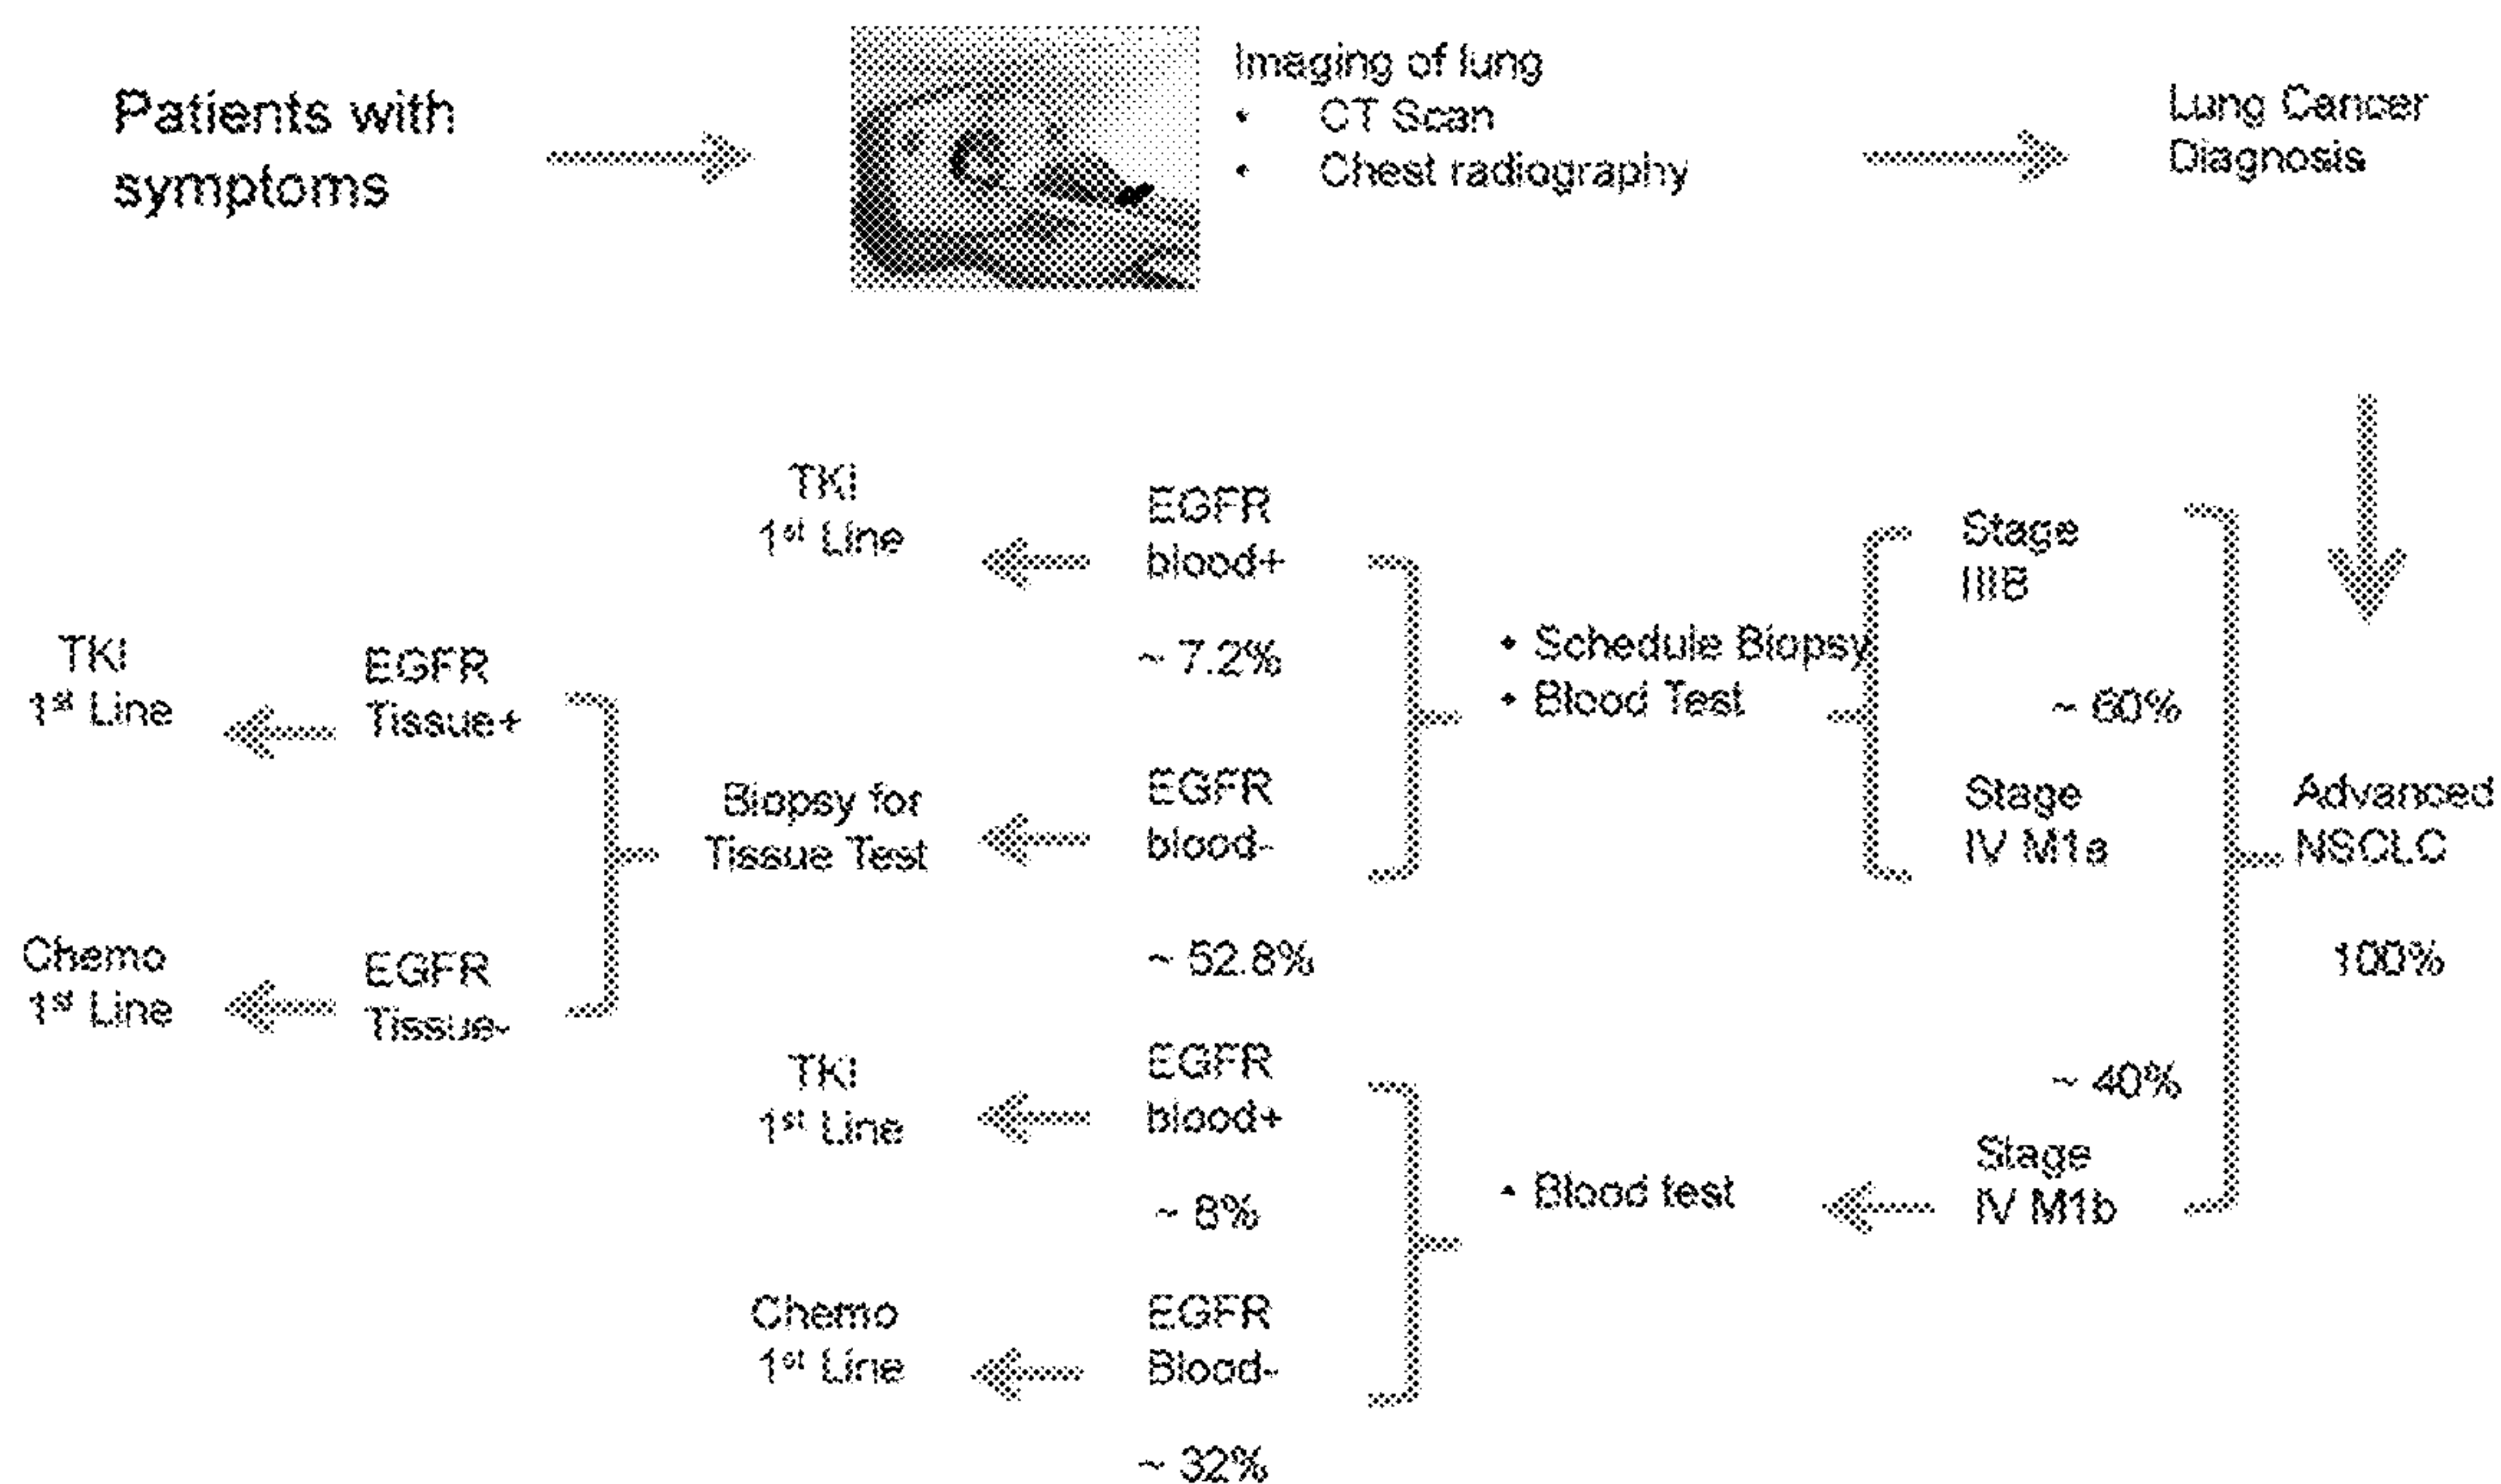 Patients with
symptoms
Imaging of lung
• CT Scan
• Chest radiography
Lung Cancer
Diagnosis
Advanced
NSCLC
100%
Stage
IIIB
~ 60%
Stage
IV M1a
~ 40%
Stage
IV M1b
• Schedule Biopsy
• Blood Test
• Blood test
EGFR
blood+
~ 7.2%
EGFR
blood-
~ 52.8%
EGFR
blood+
~ 8%
EGFR
Blood-
~ 32%
TKI
1st Line
Biopsy for
Tissue Test
TKI
1st Line
Chemo
1st Line
EGFR
Tissue+
EGFR
Tissue-
TKI
1st Line
Chemo
1st Line